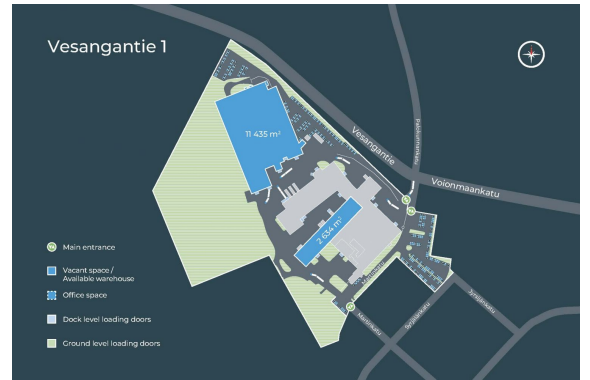 Vesangantie 1
11 435 m²
Vesangantie
Voionmaankatu
2 634 m²
Main entrance
Vacant space /
Available warehouse
Office space
Dock level loading doors
Ground level loading doors
Martinkatu